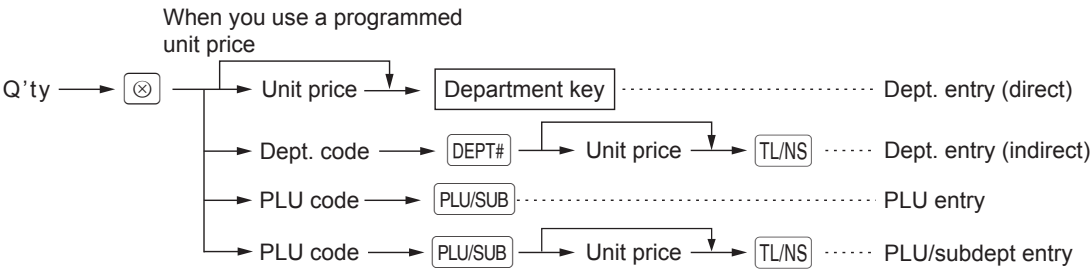 When you use a programmed
unit price
Q'ty ⊗ Unit price Department key Dept. entry (direct)
Dept. code DEPT# Unit price TL/NS Dept. entry (indirect)
PLU code PLU/SUB PLU entry
PLU code PLU/SUB Unit price TL/NS PLU/subdept entry